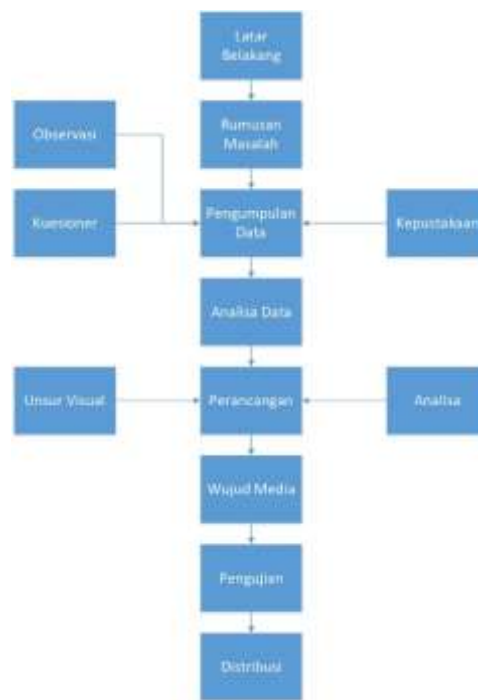 Latar
Belakang
Observasi
Rumusan
Masalah
Kuesioner
Pengumpulan
Data
Kepustakaan
Analisa Data
Unsur Visual
Perancangan
Analisa
Wujud Media
Pengujian
Distribusi